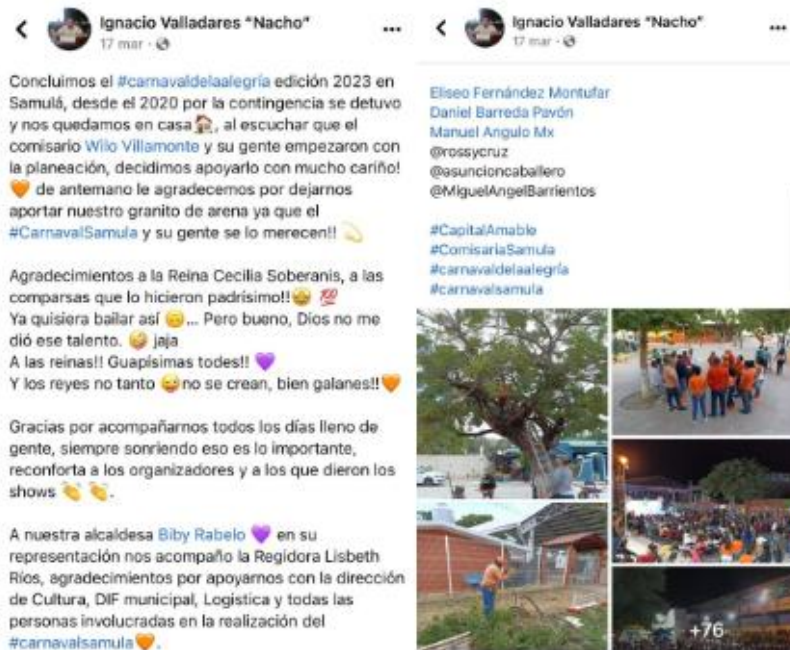 Ignacio Valladares "Nacho"
17 mar ·
Concluimos el #carnavaldelaalegría edición 2023 en
Samulá, desde el 2020 por la contingencia se detuvo
y nos quedamos en casa🏠, al escuchar que el
comisario Wilo Villamonte y su gente empezaron con
la planeación, decidimos apoyarlo con mucho cariño!
🧡 de antemano le agradecemos por dejarnos
aportar nuestro granito de arena ya que el
#CarnavalSamula y su gente se lo merecen!! 💫
Agradecimientos a la Reina Cecilia Soberanis, a las
comparsas que lo hicieron padrísimo!!🤩 💯
Ya quisiera bailar así 😊... Pero bueno, Dios no me
dió ese talento. 🤣 jaja
A las reinas!! Guapísimas todes!! 💜
Y los reyes no tanto 😜no se crean, bien galanes!!🧡
Gracias por acompañarnos todos los días lleno de
gente, siempre sonriendo eso es lo importante,
reconforta a los organizadores y a los que dieron los
shows 👏 👏.
A nuestra alcaldesa Biby Rabelo 💜 en su
representación nos acompaño la Regidora Lisbeth
Ríos, agradecimientos por apoyarnos con la dirección
de Cultura, DIF municipal, Logistica y todas las
personas involucradas en la realización del
#carnavalsamula🧡.
Ignacio Valladares "Nacho"
17 mar ·
Eliseo Fernández Montufar
Daniel Barreda Pavón
Manuel Angulo Mx
@rossycruz
@asuncioncaballero
@MiguelAngelBarrientos
#CapitalAmable
#ComisariaSamula
#carnavaldelaalegría
#carnavalsamula
+76